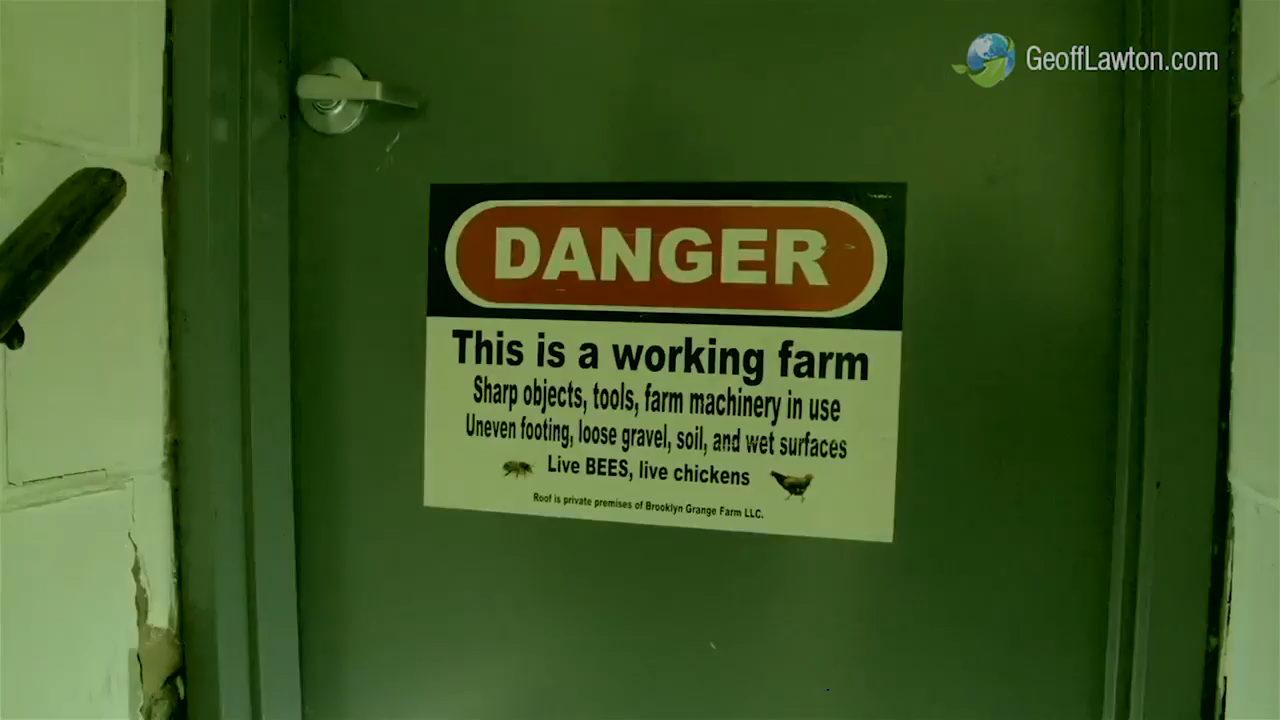 GeoffLawton.com
DANGER
This is a working farm
Sharp objects, tools, farm machinery in use
Uneven footing, loose gravel, soil, and wet surfaces
Live BEES, live chickens
Roof is private premises of Brooklyn Grange Farm LLC.